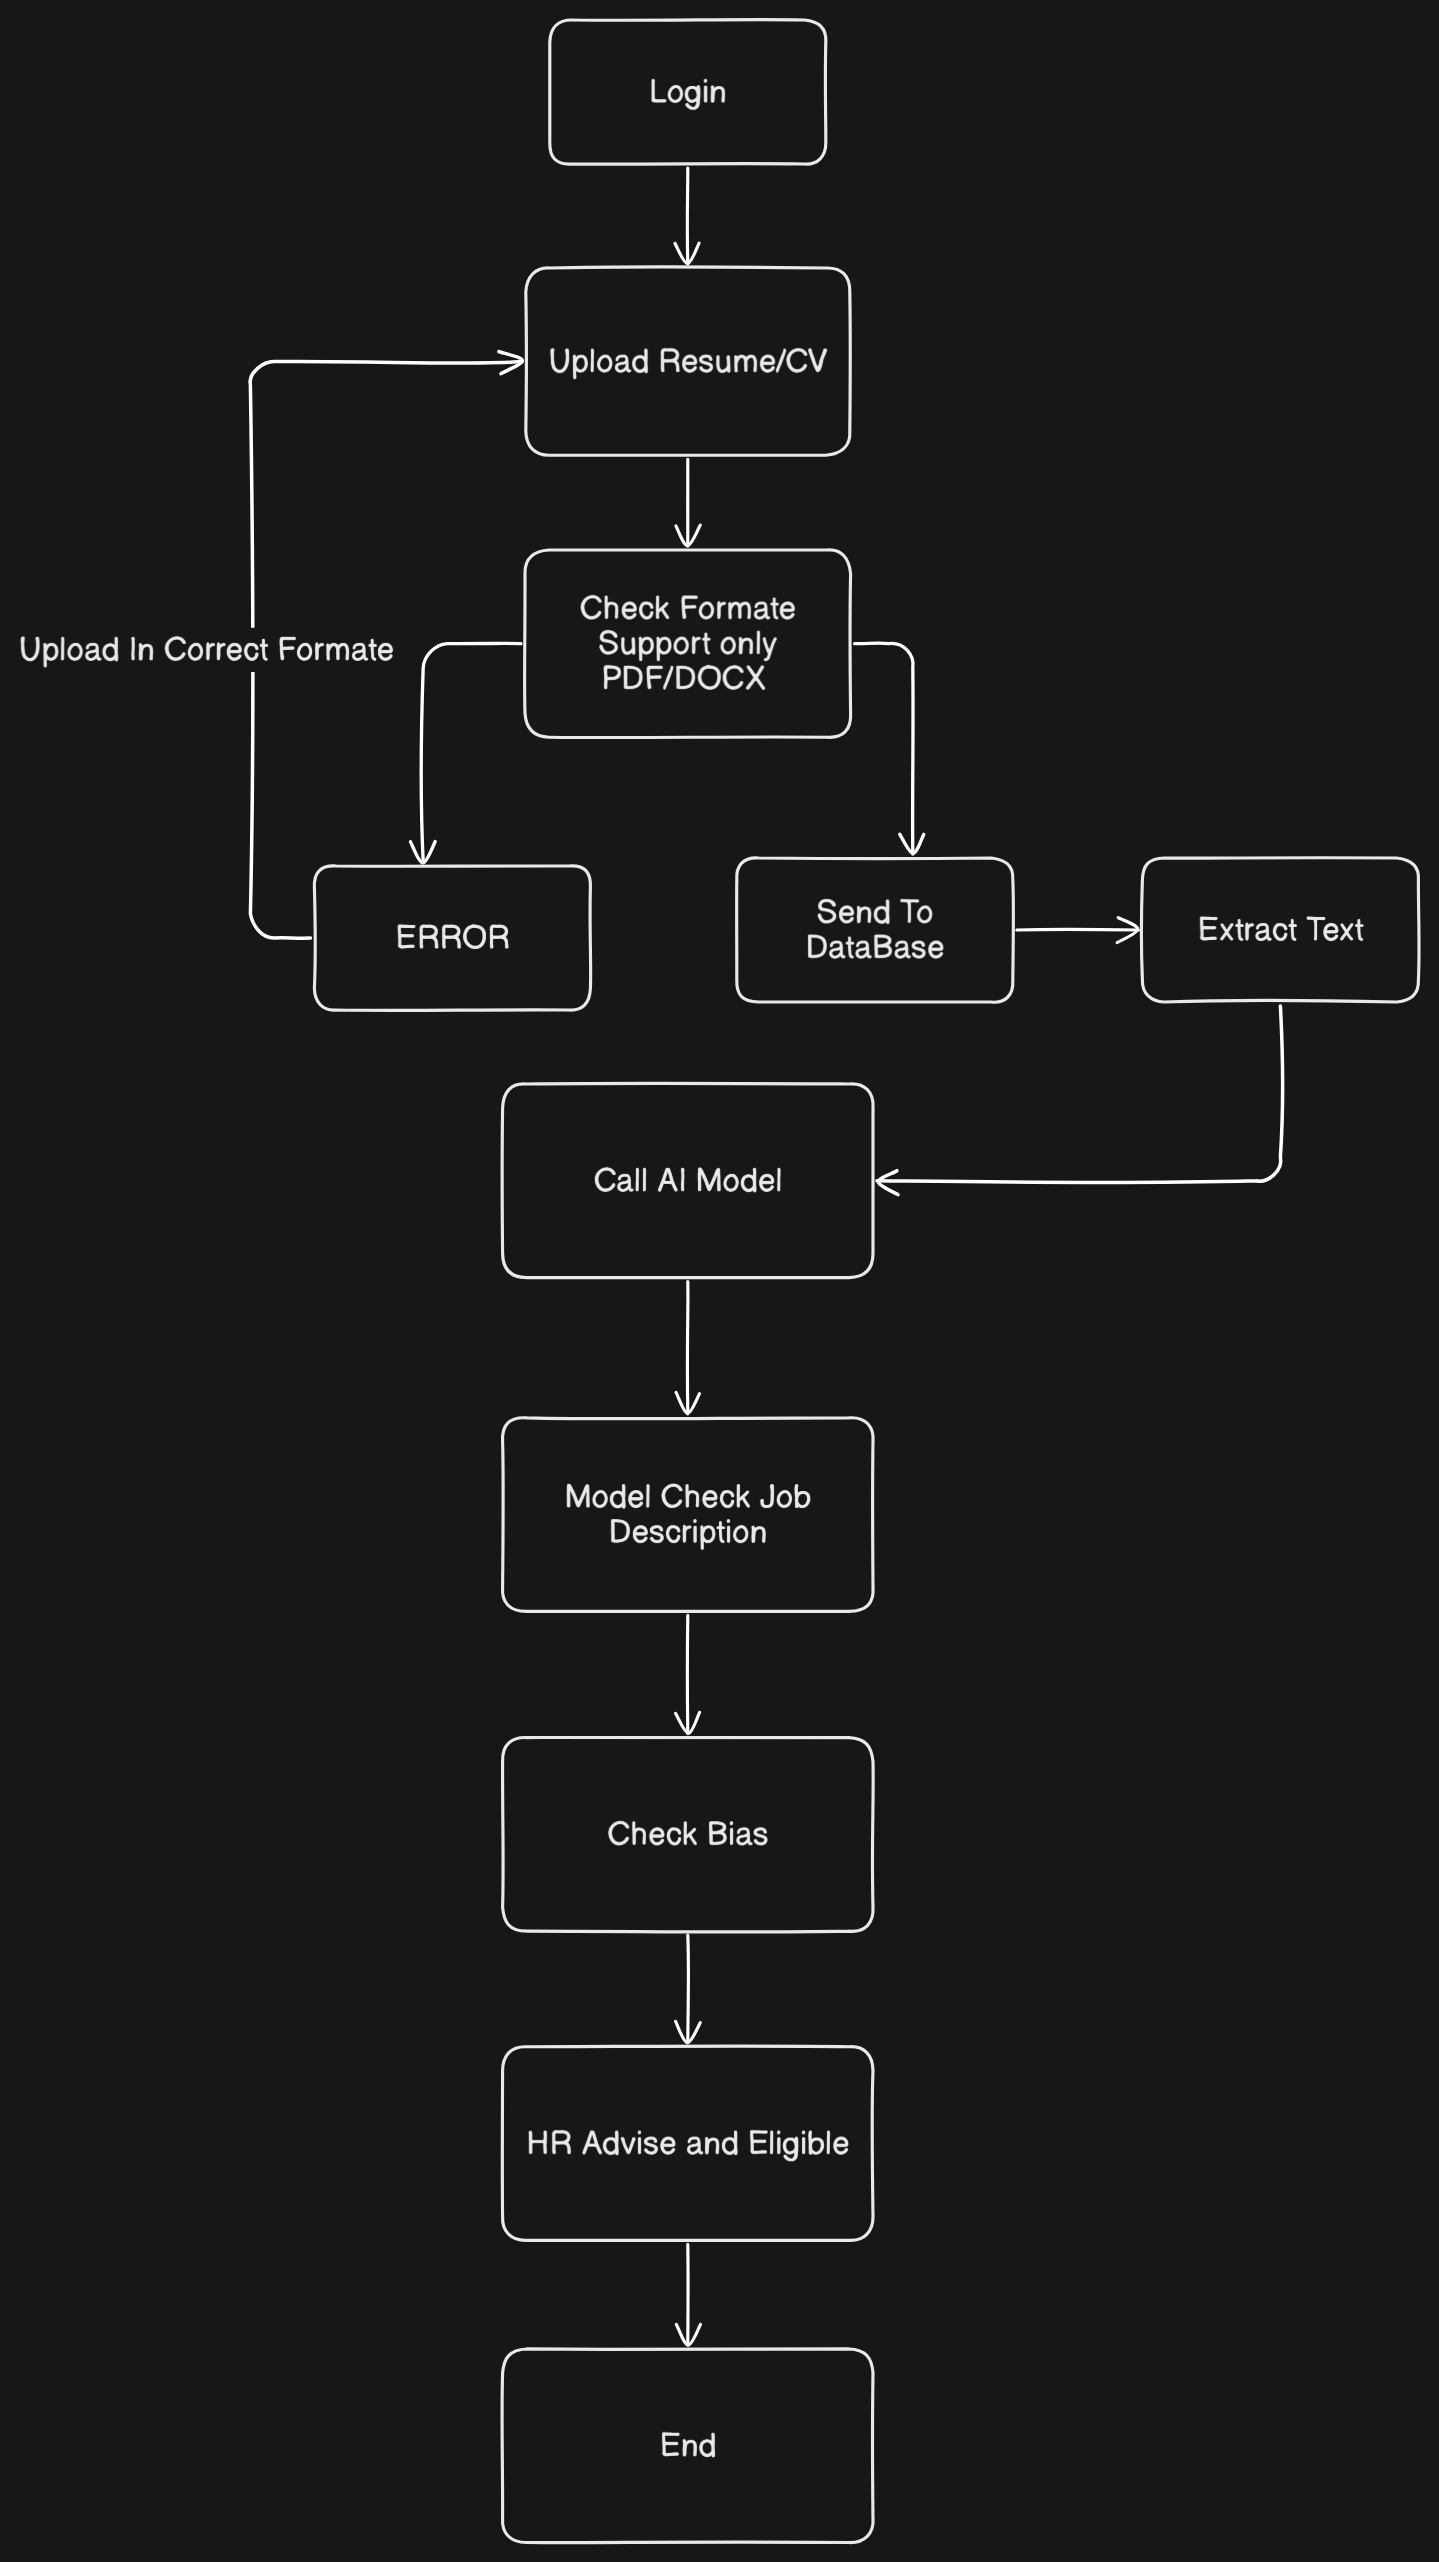 Login
Upload Resume/CV
Check Formate
Support only
PDF/DOCX
Upload In Correct Formate
ERROR
Send To
DataBase
Extract Text
Call AI Model
Model Check Job
Description
Check Bias
HR Advise and Eligible
End